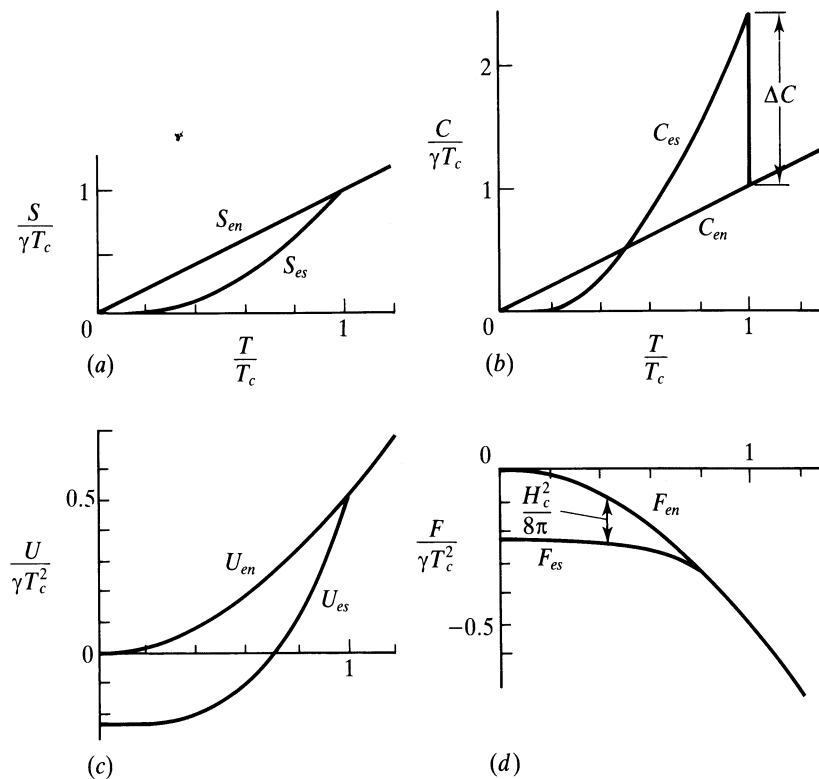 1
S
γT_c
S_en
S_es
0
1
T
T_c
(a)
2
C
γT_c
1
C_es
ΔC
C_en
0
1
T
T_c
(b)
0.5
U
γT_c^2
U_en
U_es
0
1
(c)
0
1
H_c^2
8π
F_en
F
γT_c^2
F_es
−0.5
(d)